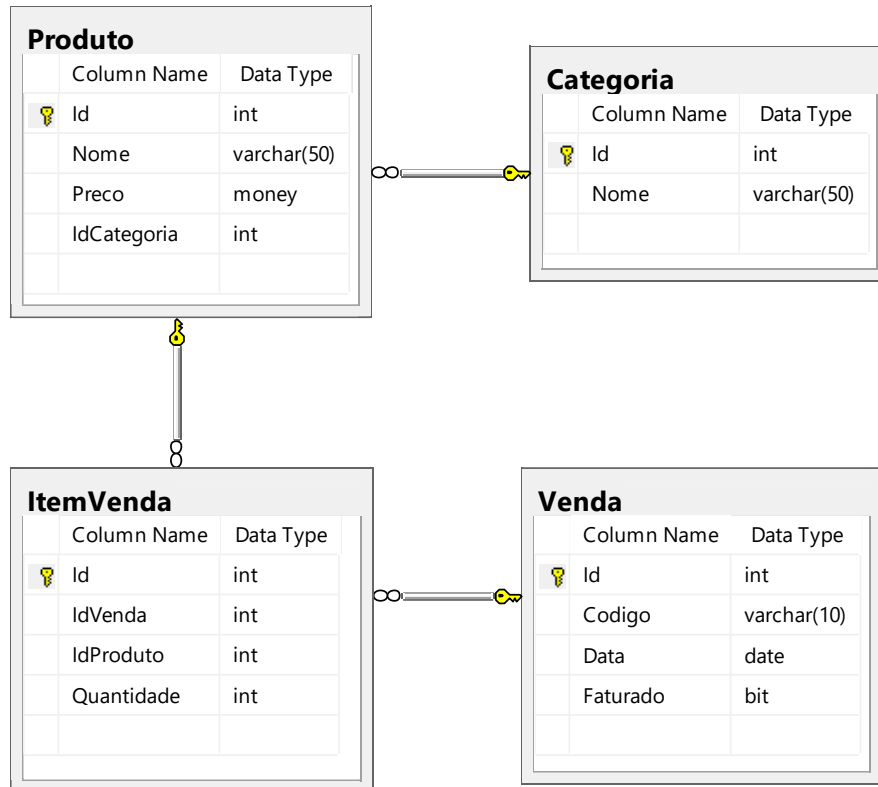 Produto
Column Name Data Type
Id int
Nome varchar(50)
Preco money
IdCategoria int
Categoria
Column Name Data Type
Id int
Nome varchar(50)
ItemVenda
Column Name Data Type
Id int
IdVenda int
IdProduto int
Quantidade int
Venda
Column Name Data Type
Id int
Codigo varchar(10)
Data date
Faturado bit